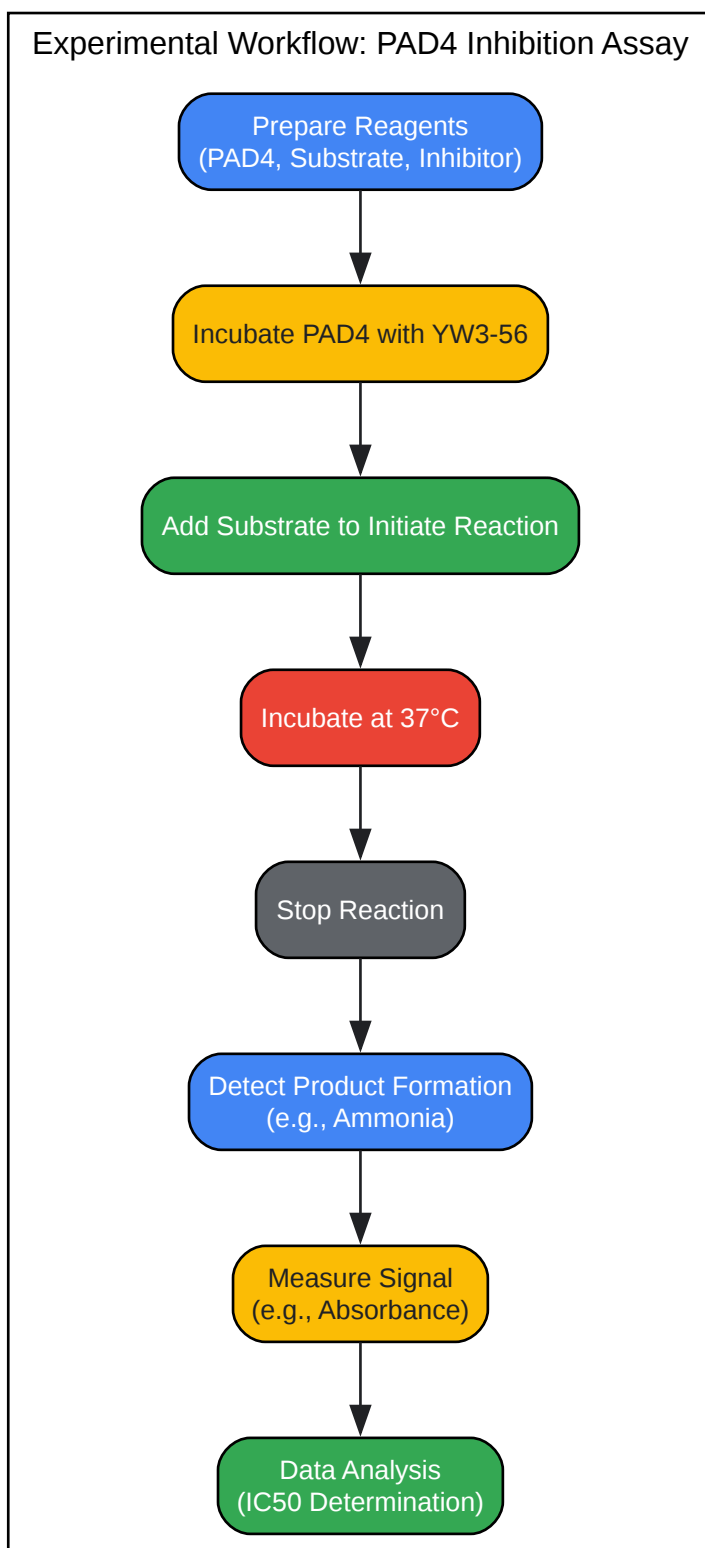 Experimental Workflow: PAD4 Inhibition Assay
Prepare Reagents
(PAD4, Substrate, Inhibitor)
Incubate PAD4 with YW3-56
Add Substrate to Initiate Reaction
Incubate at 37°C
Stop Reaction
Detect Product Formation
(e.g., Ammonia)
Measure Signal
(e.g., Absorbance)
Data Analysis
(IC50 Determination)